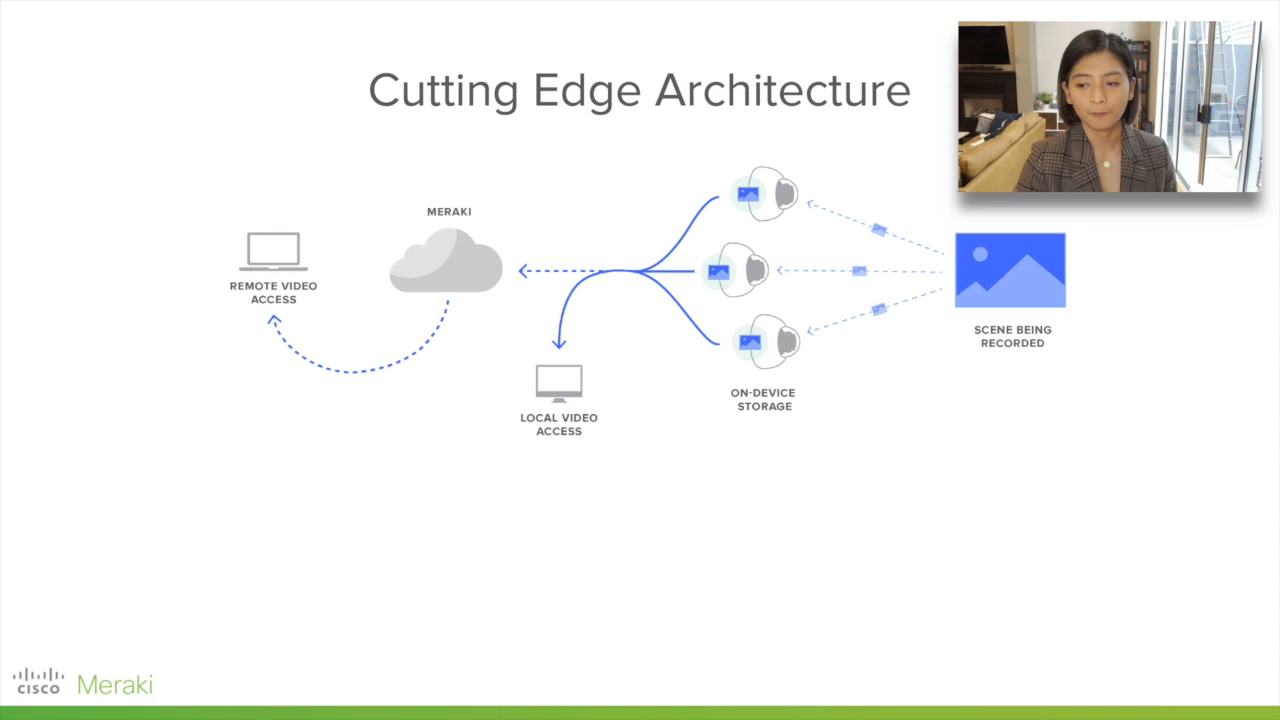 Cutting Edge Architecture
MERAKI
REMOTE VIDEO
ACCESS
LOCAL VIDEO
ACCESS
ON-DEVICE
STORAGE
SCENE BEING
RECORDED
CISCO Meraki